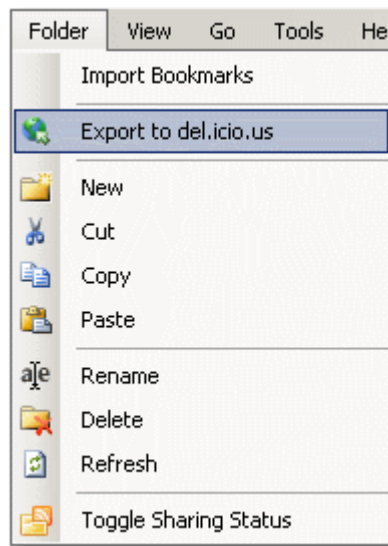 Folder View Go Tools He
Import Bookmarks
Export to del.icio.us
New
Cut
Copy
Paste
Rename
Delete
Refresh
Toggle Sharing Status